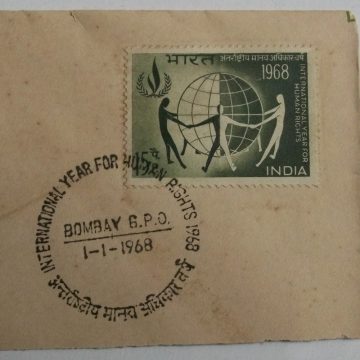 भारत अन्तर्राष्ट्रीय मानव अधिकार वर्ष
1968
INTERNATIONAL YEAR FOR
HUMAN RIGHTS
INDIA
INTERNATIONAL YEAR FOR HUMAN RIGHTS 1968
BOMBAY G.P.O.
1-1-1968
अन्तर्राष्ट्रीय मानव अधिकार वर्ष